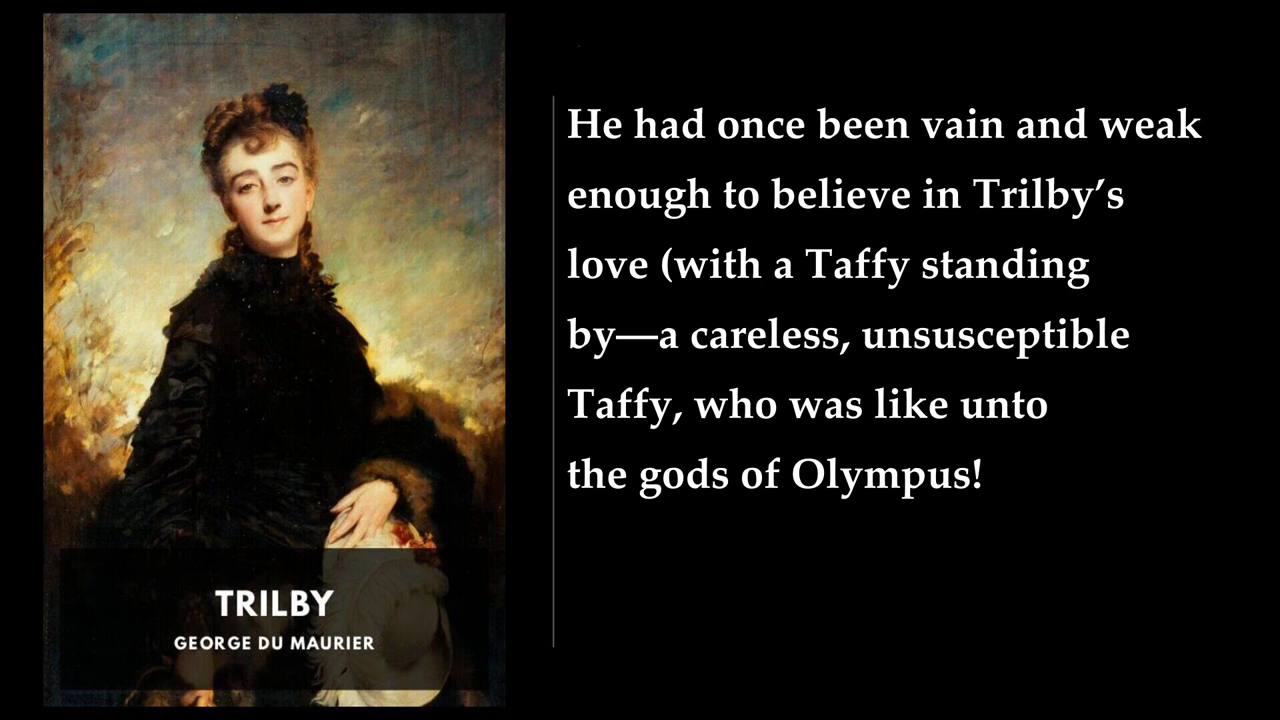 TRILBY
GEORGE DU MAURIER
He had once been vain and weak
enough to believe in Trilby’s
love (with a Taffy standing
by—a careless, unsusceptible
Taffy, who was like unto
the gods of Olympus!